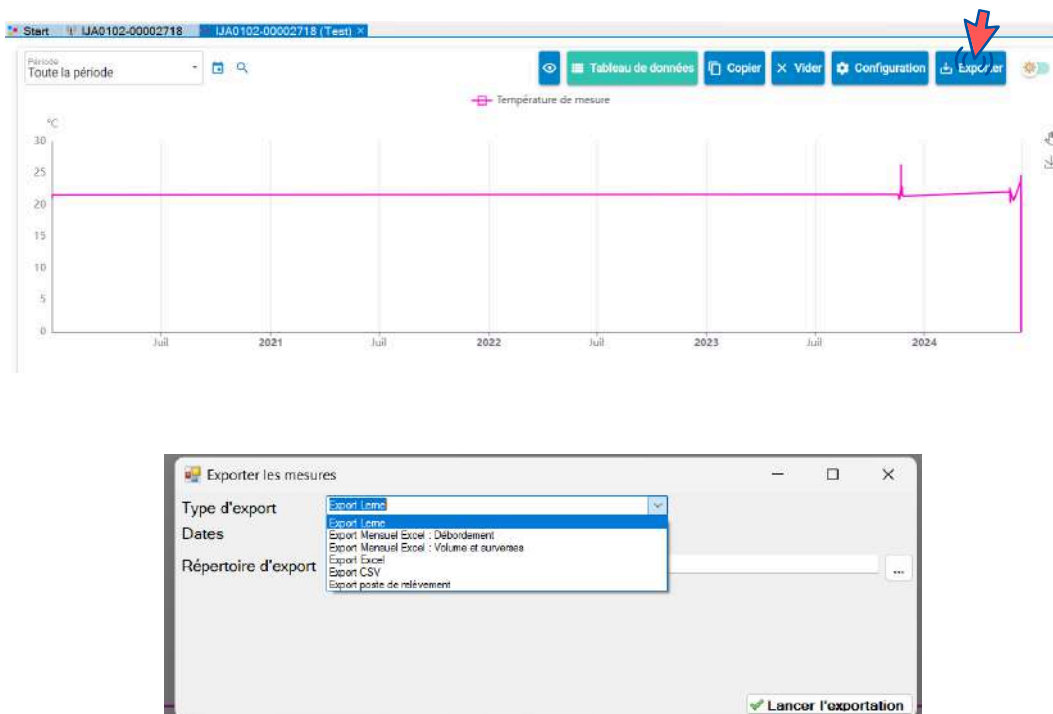 Start IJA0102-00002718 IJA0102-00002718 (Test) ×
Période
Toute la période
Tableau de données Copier Vider Configuration Exporter
Température de mesure
°C
30
25
20
15
10
5
0
Juil 2021 Juil 2022 Juil 2023 Juil 2024
Exporter les mesures
Type d'export Export Leme
Export Leme
Dates Export Mensuel Excel : Débordement
Export Mensuel Excel : Volume et surverses
Répertoire d'export Export Excel ...
Export CSV
Export poste de relèvement
Lancer l'exportation